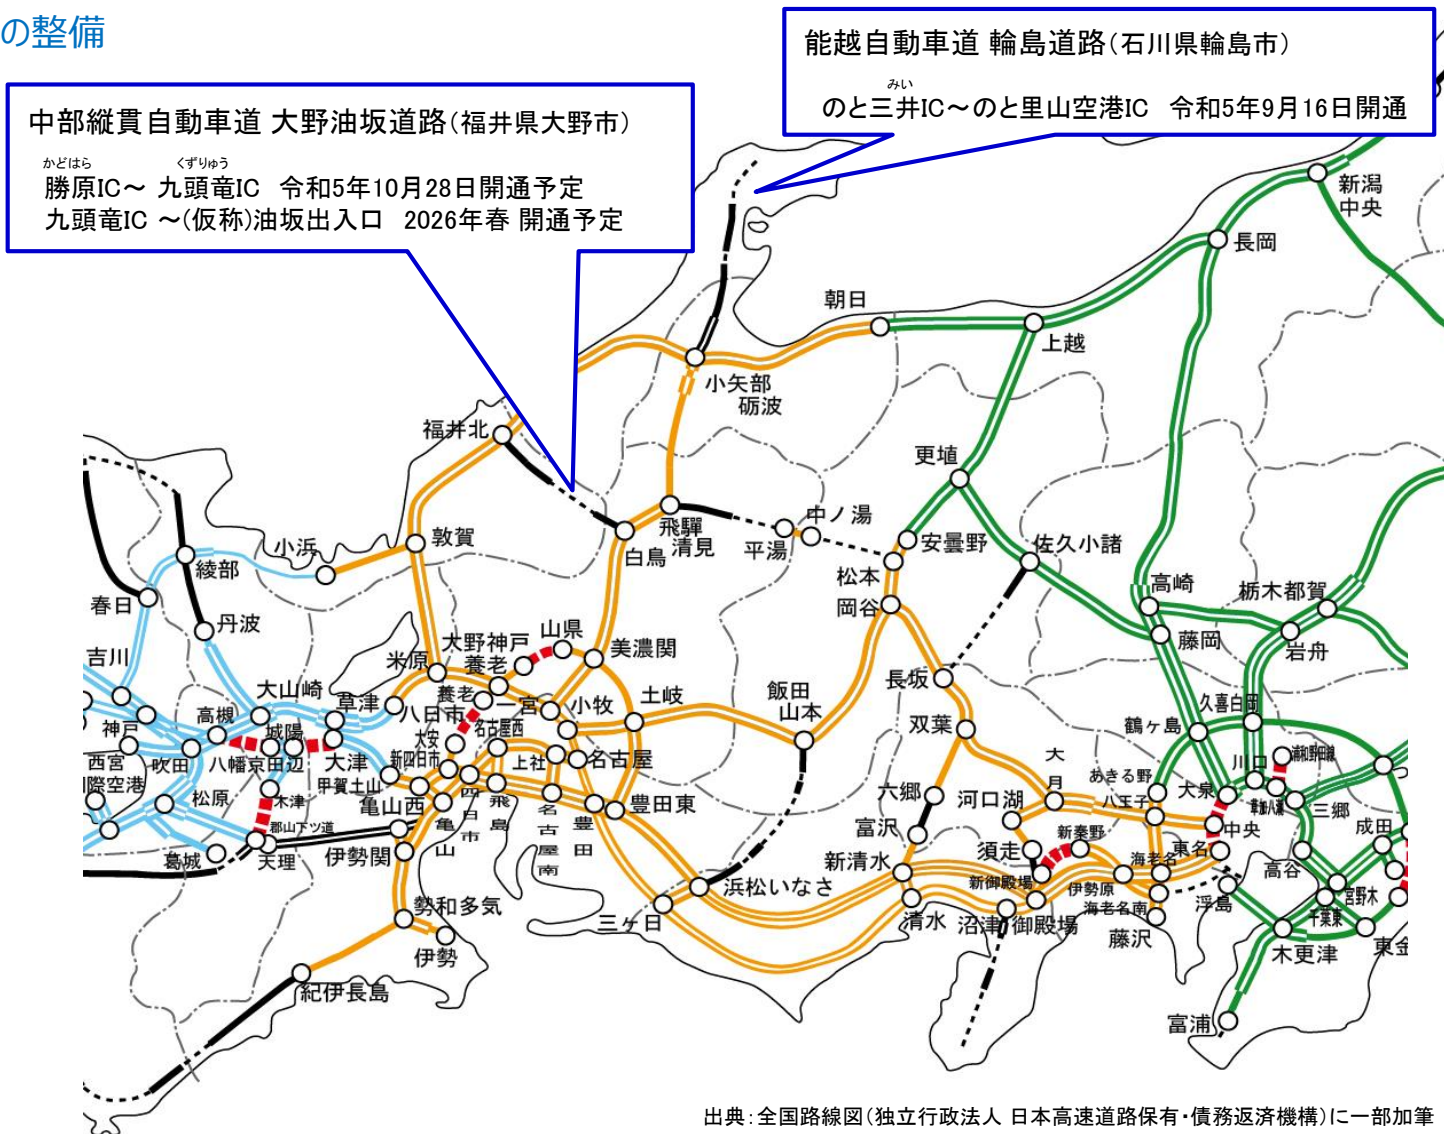 の整備
能越自動車道 輪島道路(石川県輪島市)
みい
のと三井IC～のと里山空港IC 令和5年9月16日開通
中部縦貫自動車道 大野油坂道路(福井県大野市)
かどはら くずりゅう
勝原IC～ 九頭竜IC 令和5年10月28日開通予定
九頭竜IC ～(仮称)油坂出入口 2026年春 開通予定
新潟
中央
長岡
朝日
上越
小矢部
砺波
福井北
更埴
敦賀
小浜
綾部
春日
丹波
吉川
白鳥
飛驒
清見
平湯
中ノ湯
安曇野
松本
岡谷
佐久小諸
高崎
栃木都賀
藤岡
岩舟
米原
大野神戸
養老
山県
美濃関
養老
一宮
小牧
土岐
飯田
山本
長坂
双葉
久喜白岡
鶴ヶ島
大山崎
草津
高槻
城陽
神戸
八日市
大安
名古屋西
新四日市
上社
名古屋
西宮
吹田
八幡京田辺
大津
甲賀土山
亀山西
国際空港
松原
木津
郡山下ツ道
葛城
天理
伊勢関
亀山
四日市
飛島
名古屋南
豊田
豊田東
六郷
富沢
新清水
河口湖
大月
あきる野
八王子
犬泉
川口
浦和野田線
草加八潮
三郷
成田
中央
東名
高谷
宮野木
千葉東
須走
新秦野
新御殿場
海老名
伊勢原
海老名南
浮島
浜松いなさ
三ヶ日
清水
沼津
御殿場
藤沢
木更津
東金
富浦
勢和多気
伊勢
紀伊長島
出典:全国路線図(独立行政法人 日本高速道路保有・債務返済機構)に一部加筆